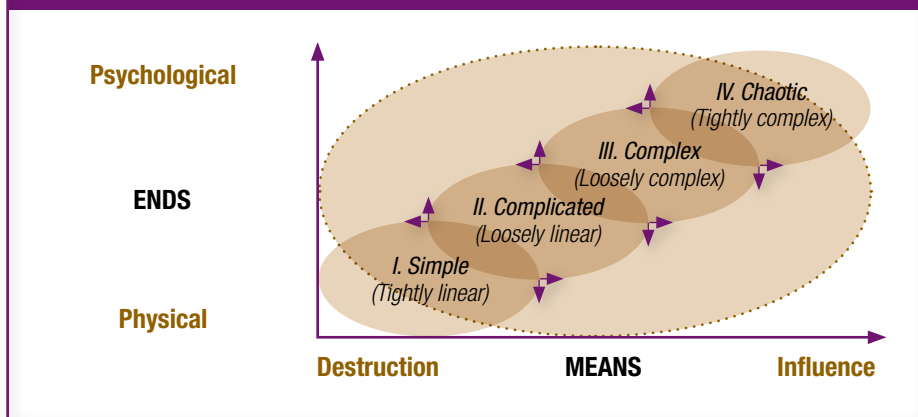 Psychological
IV. Chaotic
(Tightly complex)
III. Complex
(Loosely complex)
ENDS
II. Complicated
(Loosely linear)
I. Simple
(Tightly linear)
Physical
Destruction
MEANS
Influence